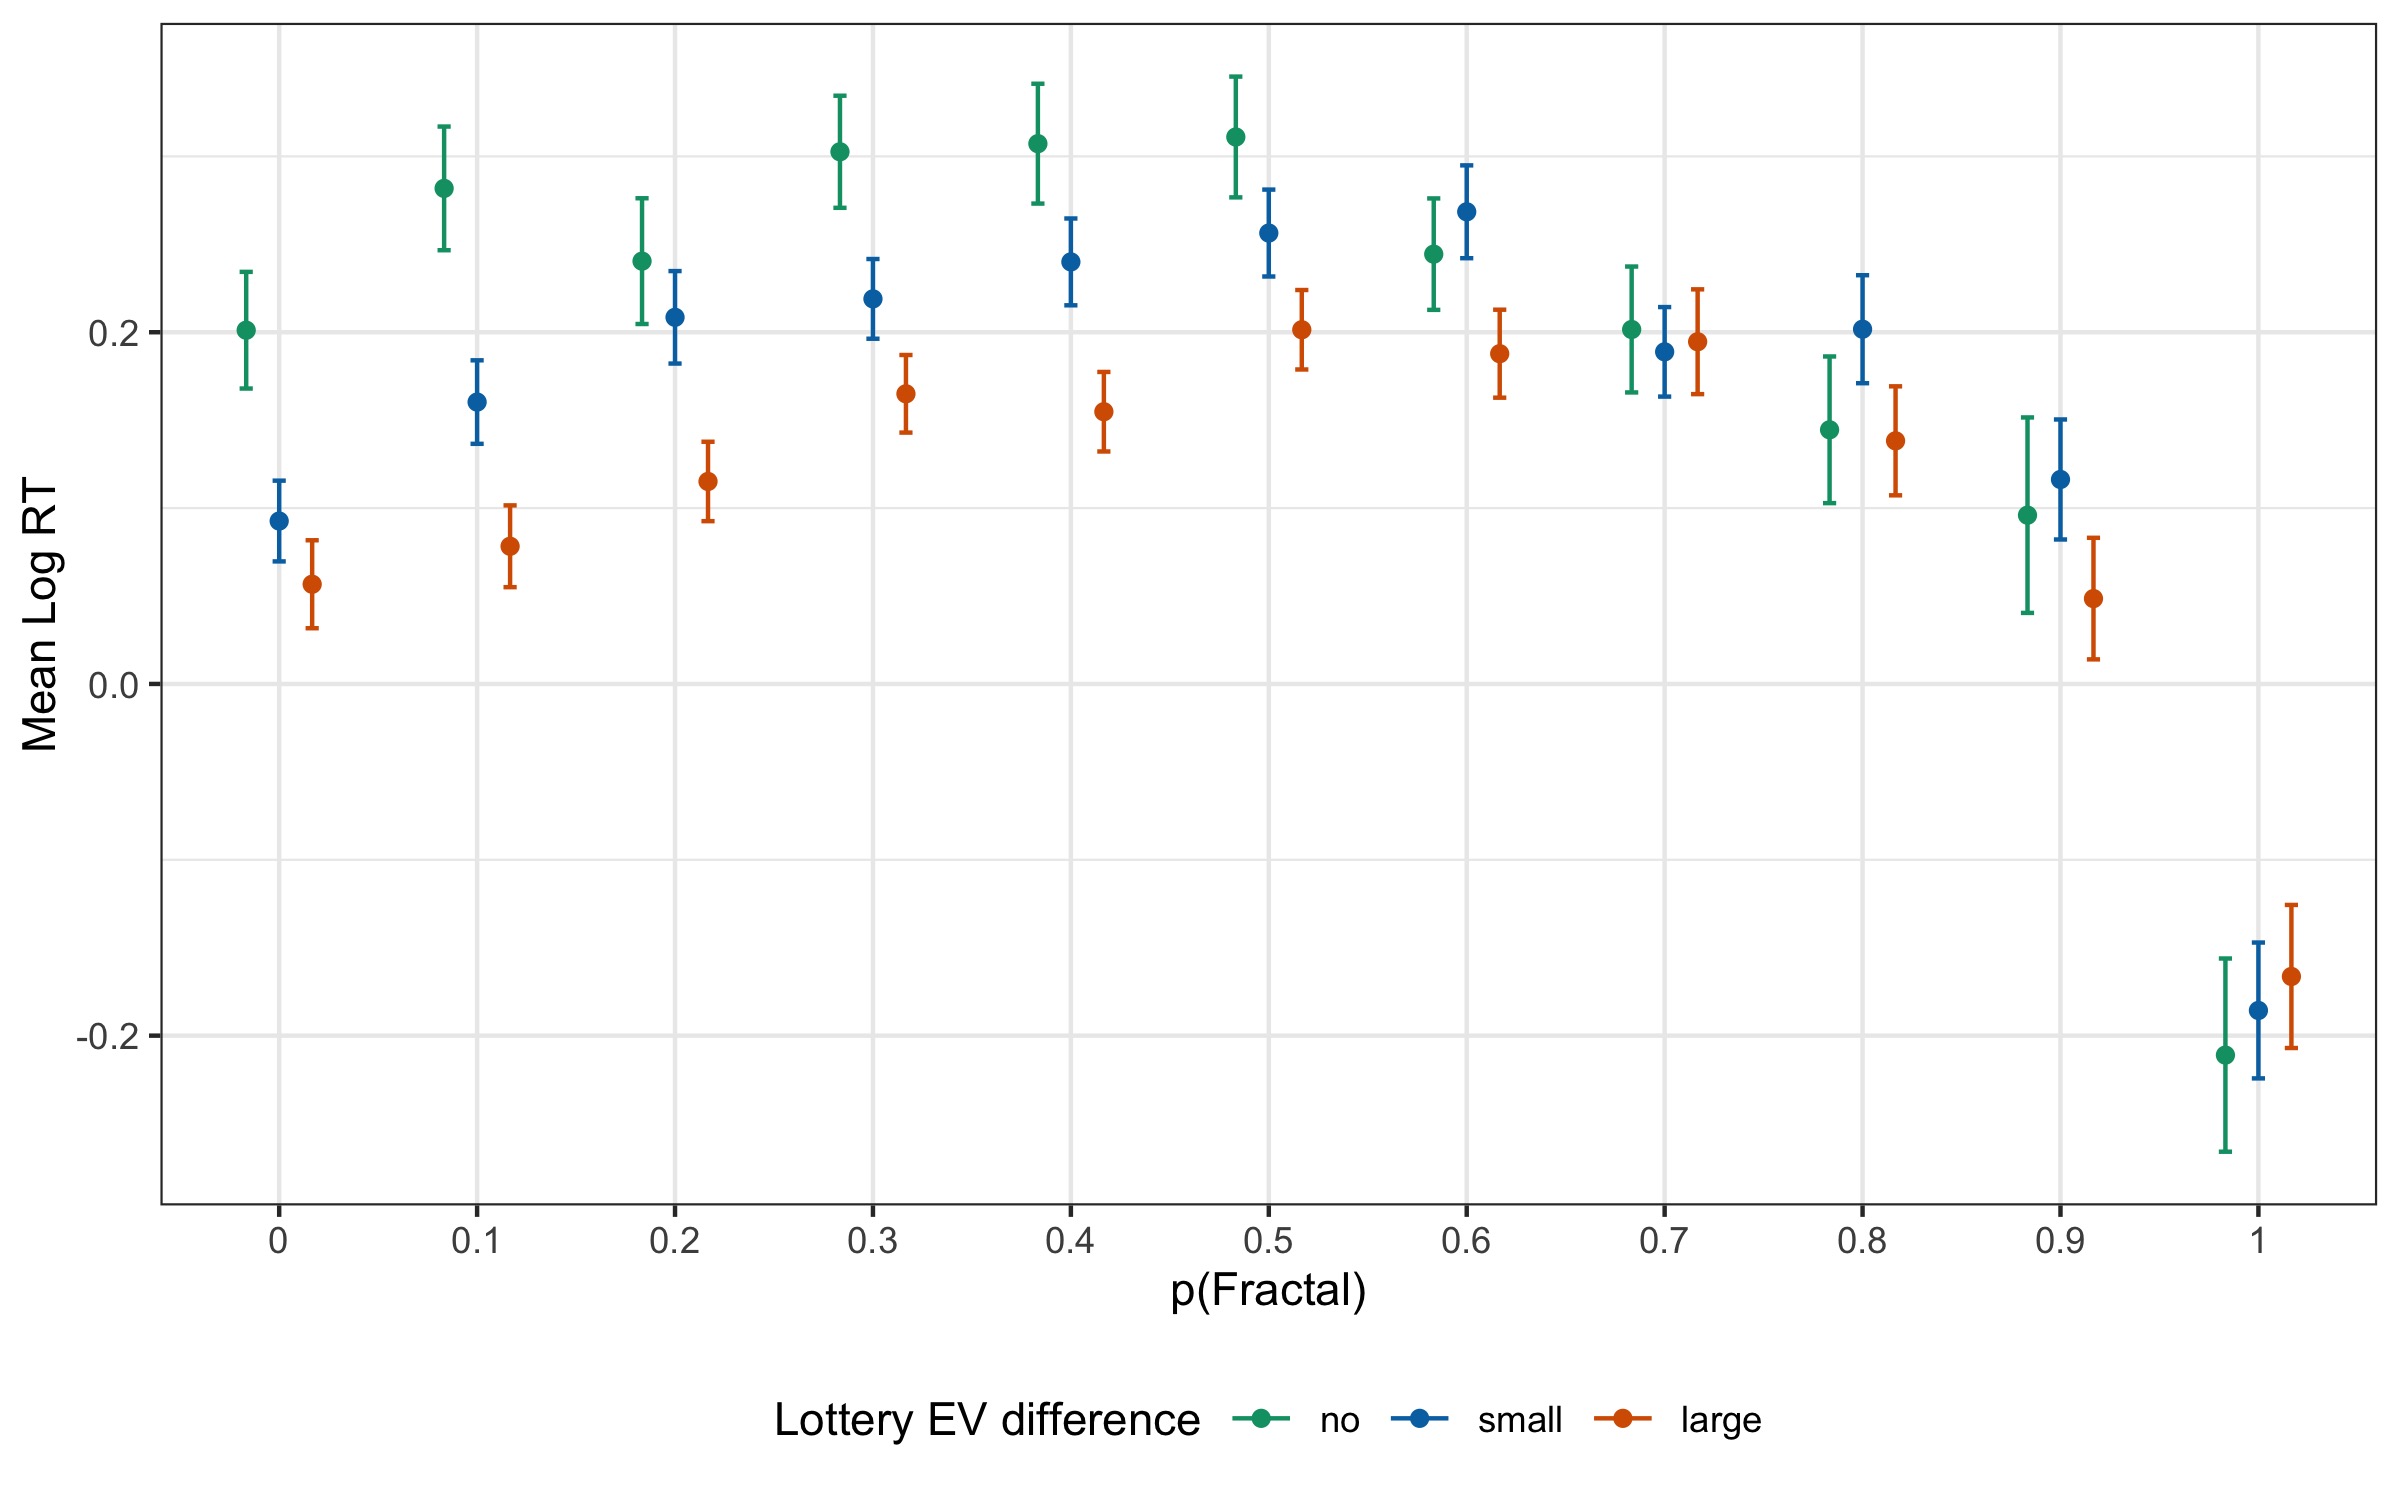 Mean Log RT
0.2
0.0
-0.2
0 0.1 0.2 0.3 0.4 0.5 0.6 0.7 0.8 0.9 1
p(Fractal)
Lottery EV difference no small large